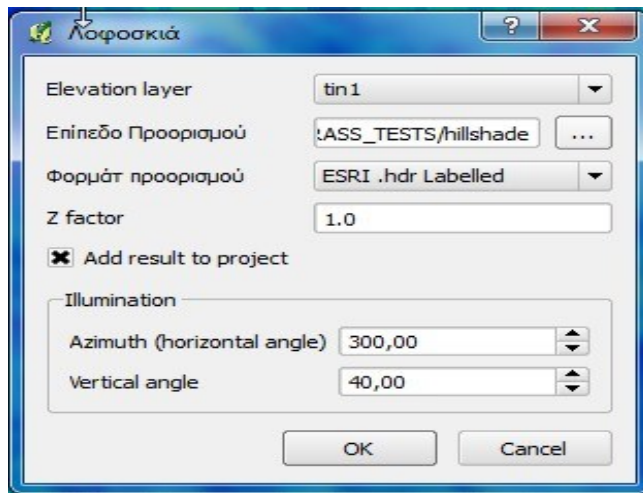 Λοφοσκιά
Elevation layer tin1
Επίπεδο Προορισμού RASS_TESTS/hillshade ...
Φορμάτ προορισμού ESRI .hdr Labelled
Z factor 1.0
Add result to project
Illumination
Azimuth (horizontal angle) 300,00
Vertical angle 40,00
OK Cancel